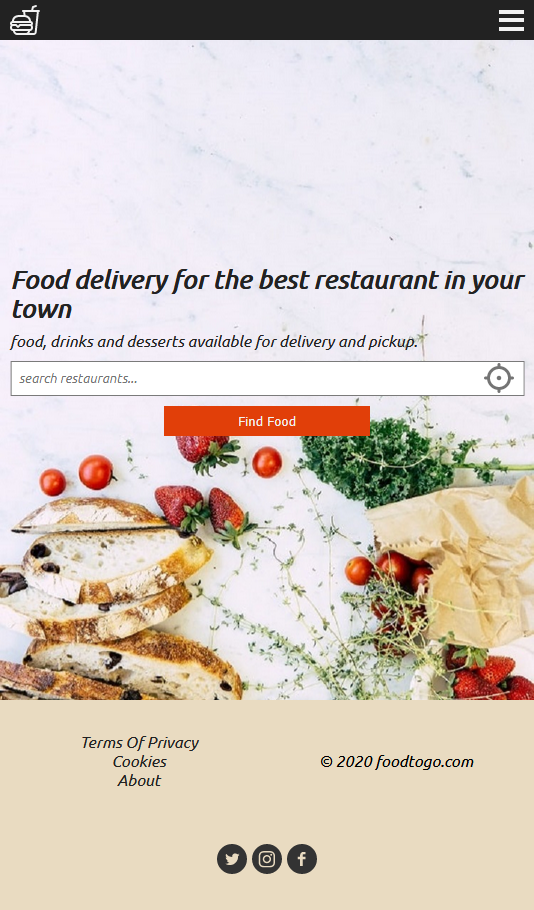 Food delivery for the best restaurant in your
town
food, drinks and desserts available for delivery and pickup.
search restaurants...
Find Food
Terms Of Privacy
Cookies
About
© 2020 foodtogo.com